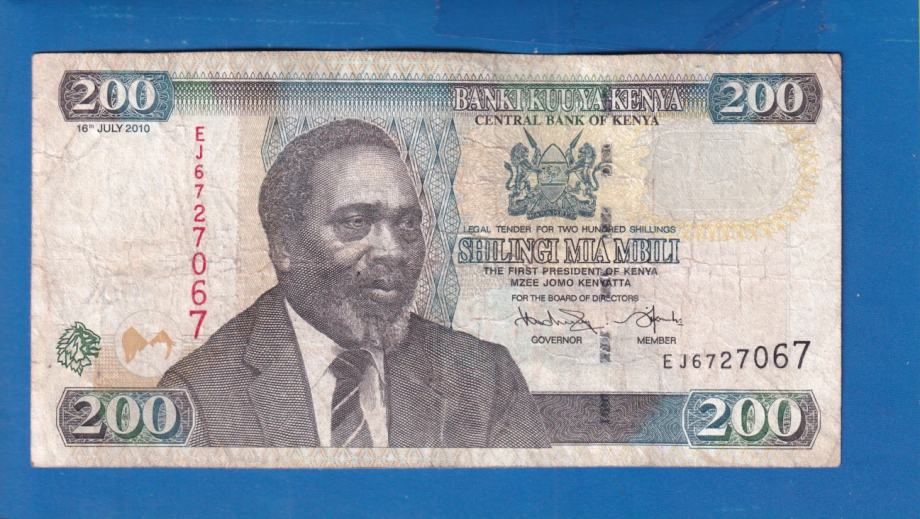 200
BANKI KUU YA KENYA
200
16th JULY 2010
CENTRAL BANK OF KENYA
EJ6727067
LEGAL TENDER FOR TWO HUNDRED SHILLINGS
SHILINGI MIA MBILI
THE FIRST PRESIDENT OF KENYA
MZEE JOMO KENYATTA
FOR THE BOARD OF DIRECTORS
GOVERNOR
MEMBER
EJ6727067
200
200